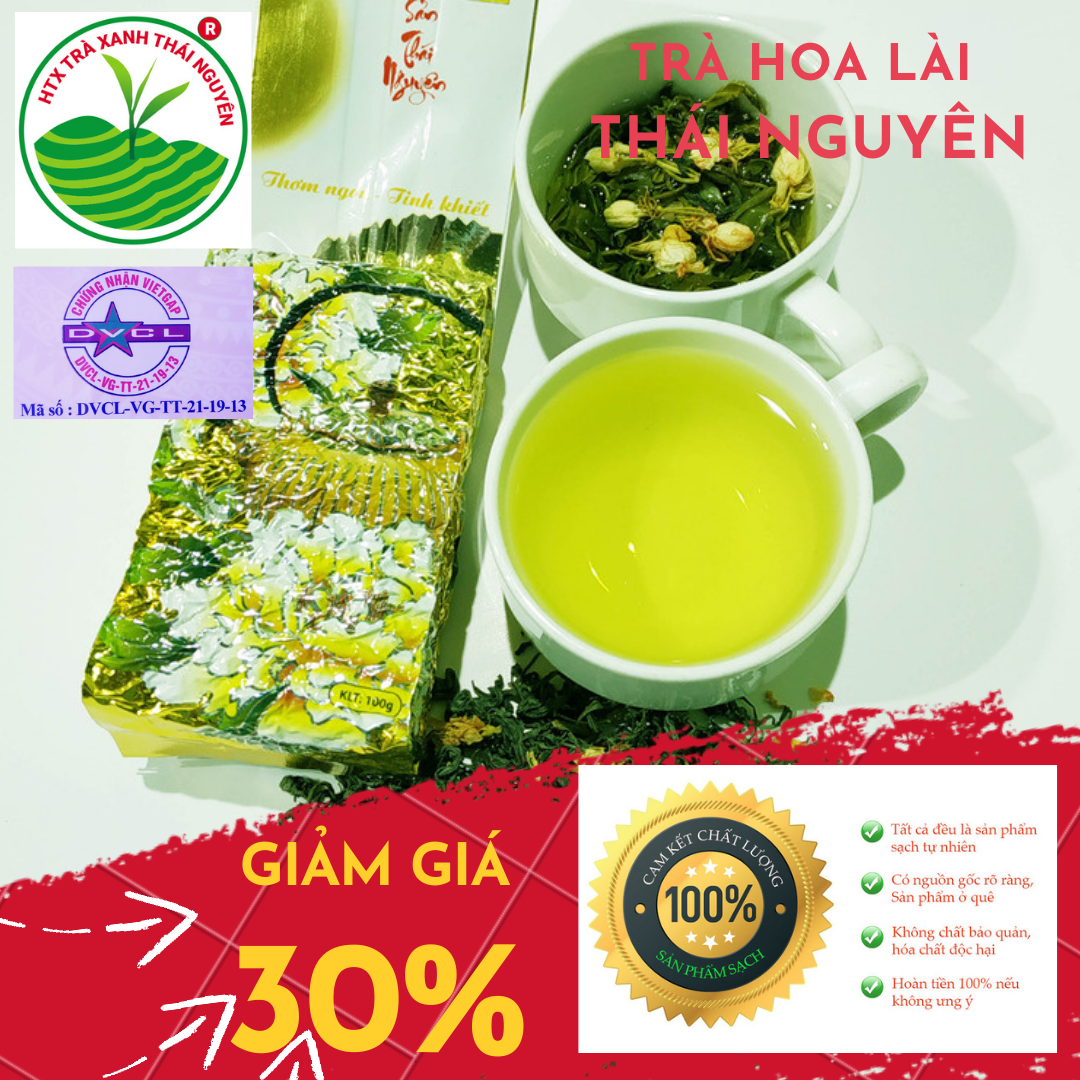 HTX TRÀ XANH THÁI NGUYÊN
R
Sản
Thái
Nguyên
TRÀ HOA LÀI
THÁI NGUYÊN
Thơm ngon - Tinh khiết
CHỨNG NHẬN VIETGAP
DVCL
DVCL-VG-TT-21-19-13
Mã số : DVCL-VG-TT-21-19-13
KLT: 100g
GIẢM GIÁ
30%
CAM KẾT CHẤT LƯỢNG
100%
SẢN PHẨM SẠCH
Tất cả đều là sản phẩm
sạch tự nhiên
Có nguồn gốc rõ ràng,
Sản phẩm ở quê
Không chất bảo quản,
hóa chất độc hại
Hoàn tiền 100% nếu
không ưng ý